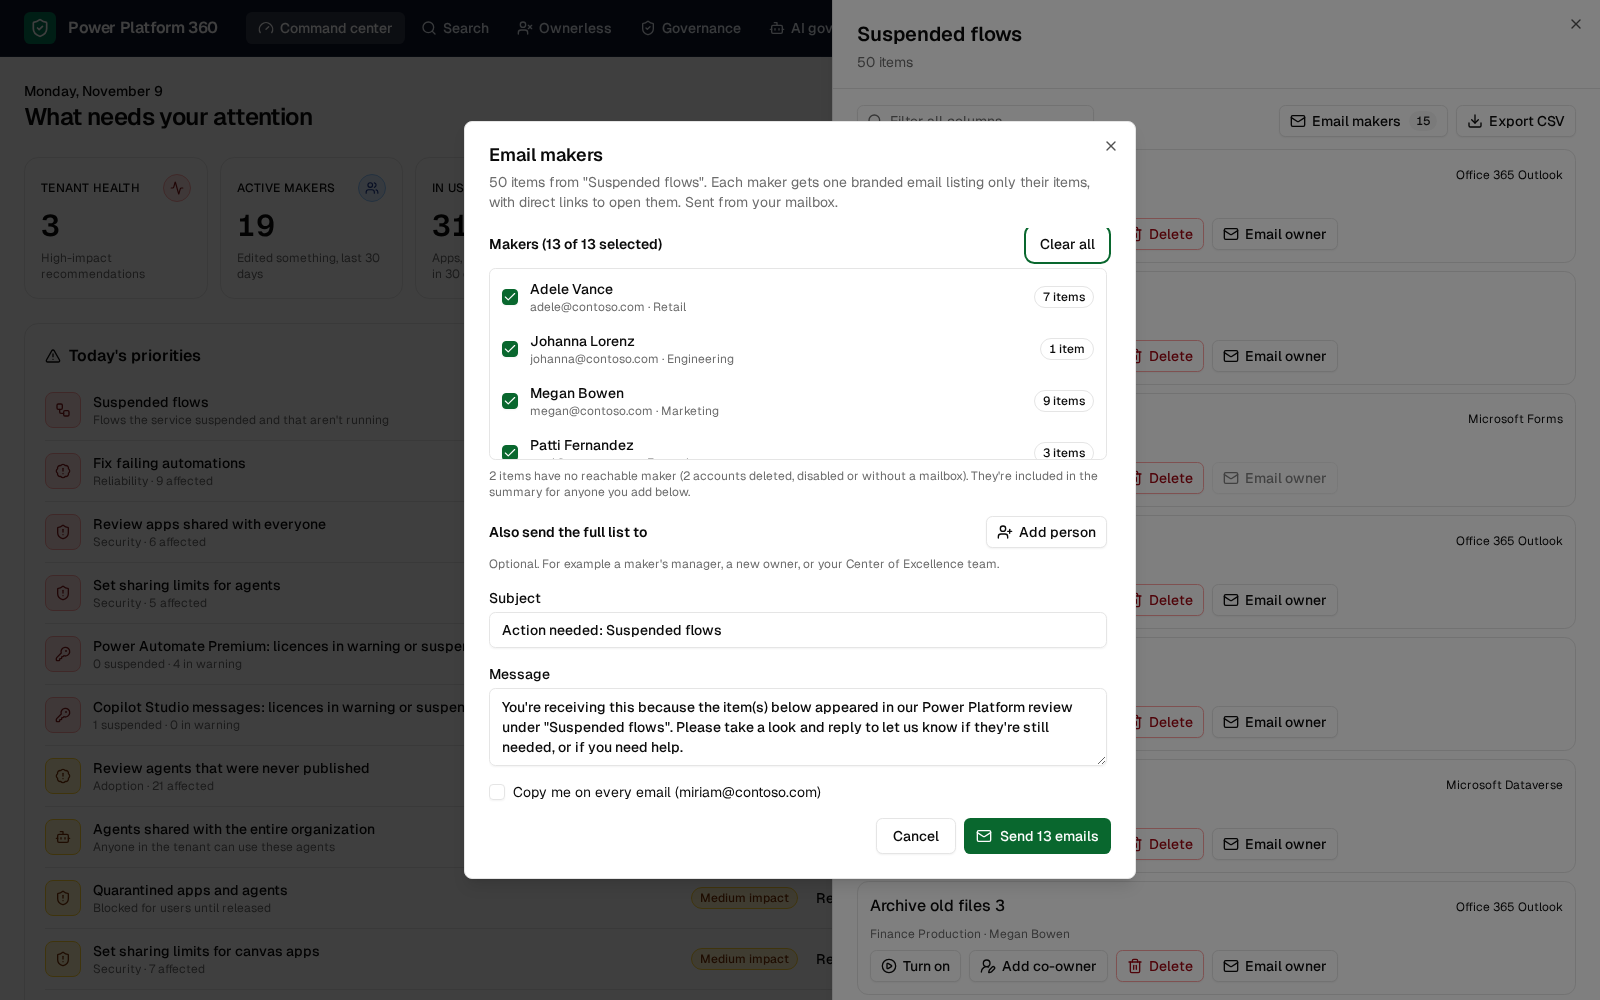 Power Platform 360
Command center
Search
Ownerless
Governance
AI gov
Monday, November 9
What needs your attention
TENANT HEALTH
3
High-impact
recommendations
ACTIVE MAKERS
19
Edited something, last 30
days
IN US
31
Apps,
in 30
Today's priorities
Suspended flows
Flows the service suspended and that aren't running
Fix failing automations
Reliability · 9 affected
Review apps shared with everyone
Security · 6 affected
Set sharing limits for agents
Security · 5 affected
Power Automate Premium: licences in warning or suspen
0 suspended · 4 in warning
Copilot Studio messages: licences in warning or suspen
1 suspended · 0 in warning
Review agents that were never published
Adoption · 21 affected
Agents shared with the entire organization
Anyone in the tenant can use these agents
Quarantined apps and agents
Blocked for users until released
Medium impact
Re
Set sharing limits for canvas apps
Security · 7 affected
Medium impact
Re
Suspended flows
50 items
Filter all columns
Email makers 15
Export CSV
Office 365 Outlook
Delete
Email owner
Delete
Email owner
Microsoft Forms
Delete
Email owner
Office 365 Outlook
Delete
Email owner
Delete
Email owner
Microsoft Dataverse
Delete
Email owner
Archive old files 3
Office 365 Outlook
Finance Production · Megan Bowen
Turn on
Add co-owner
Delete
Email owner
Email makers
50 items from "Suspended flows". Each maker gets one branded email listing only their items,
with direct links to open them. Sent from your mailbox.
Makers (13 of 13 selected)
Clear all
Adele Vance
adele@contoso.com · Retail
7 items
Johanna Lorenz
johanna@contoso.com · Engineering
1 item
Megan Bowen
megan@contoso.com · Marketing
9 items
Patti Fernandez
3 items
2 items have no reachable maker (2 accounts deleted, disabled or without a mailbox). They're included in the
summary for anyone you add below.
Also send the full list to
Add person
Optional. For example a maker's manager, a new owner, or your Center of Excellence team.
Subject
Action needed: Suspended flows
Message
You're receiving this because the item(s) below appeared in our Power Platform review
under "Suspended flows". Please take a look and reply to let us know if they're still
needed, or if you need help.
Copy me on every email (miriam@contoso.com)
Cancel
Send 13 emails